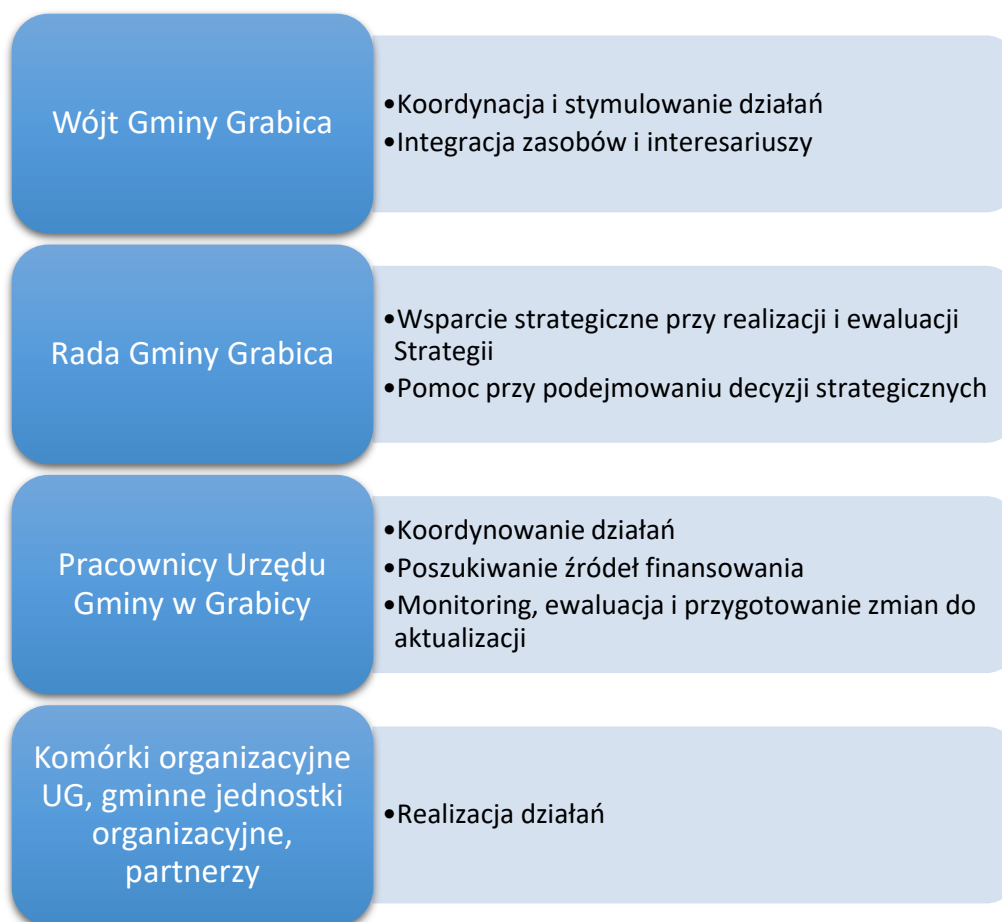 Wójt Gminy Grabica
•Koordynacja i stymulowanie działań
•Integracja zasobów i interesariuszy
Rada Gminy Grabica
•Wsparcie strategiczne przy realizacji i ewaluacji
Strategii
•Pomoc przy podejmowaniu decyzji strategicznych
Pracownicy Urzędu
Gminy w Grabicy
•Koordynowanie działań
•Poszukiwanie źródeł finansowania
•Monitoring, ewaluacja i przygotowanie zmian do
aktualizacji
Komórki organizacyjne
UG, gminne jednostki
organizacyjne,
partnerzy
•Realizacja działań